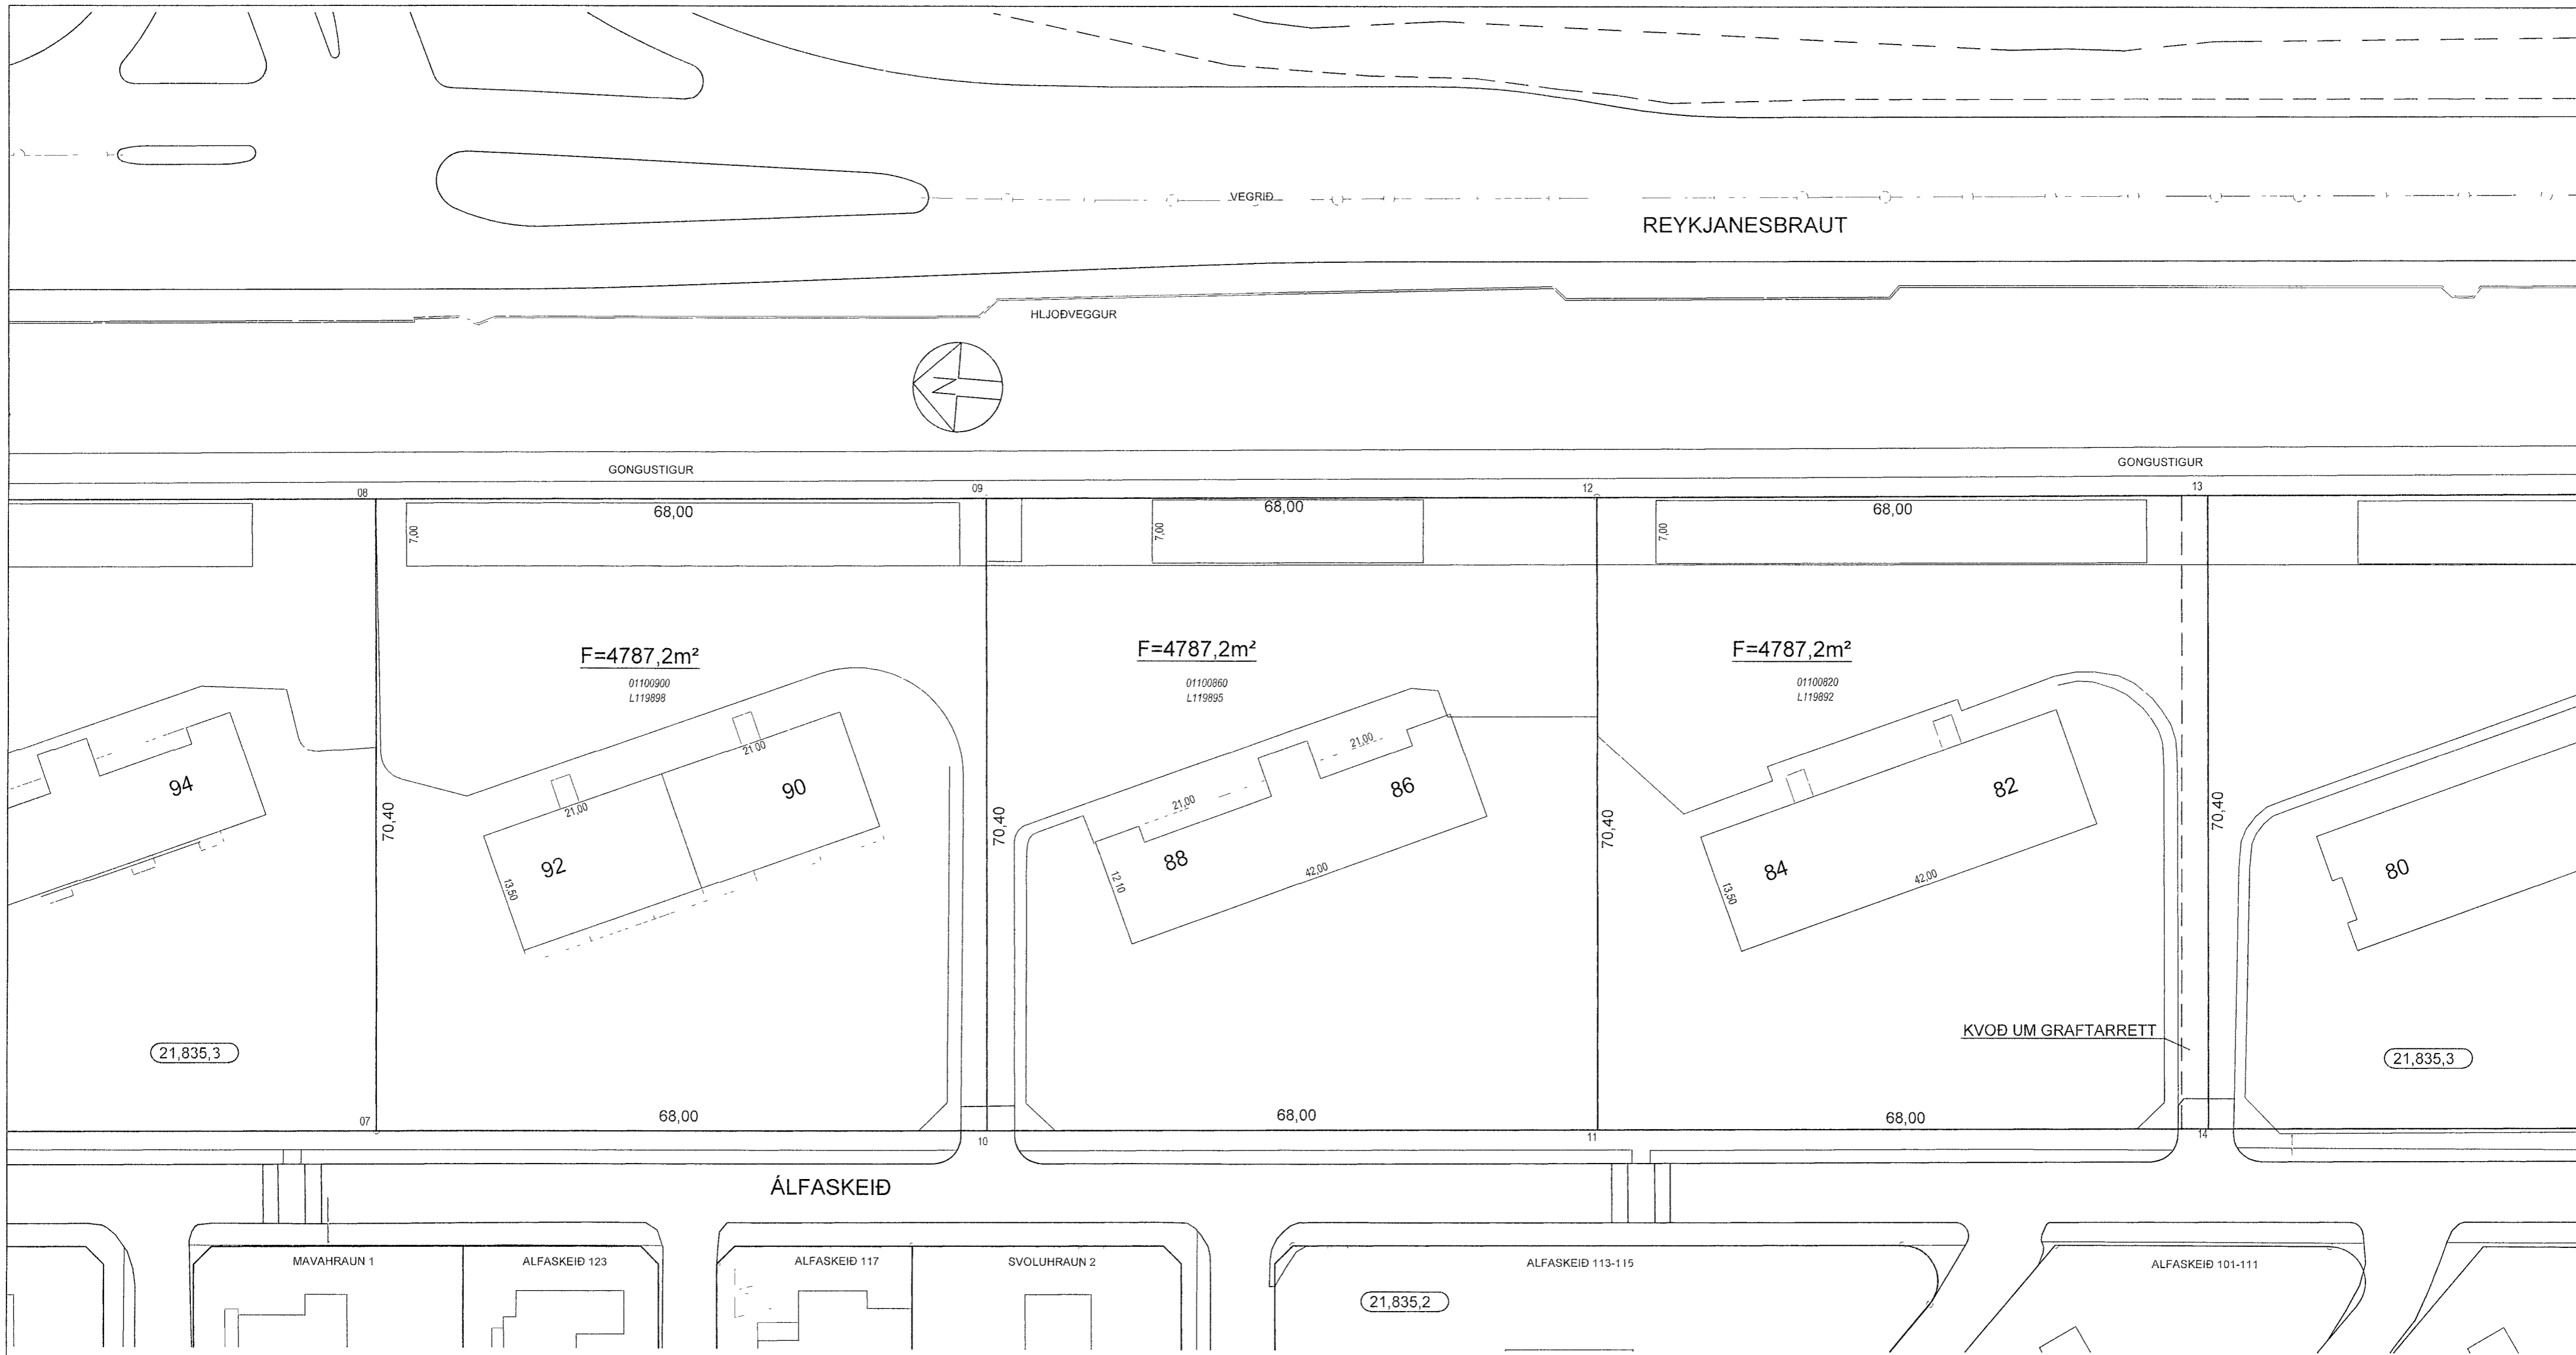 VEGRIÐ
REYKJANESBRAUT
HLJOÐVEGGUR
N
GONGUSTIGUR
GONGUSTIGUR
08
09
12
13
68,00
68,00
68,00
7,00
7,00
7,00
F=4787,2m²
01100900
L119898
F=4787,2m²
01100860
L119895
F=4787,2m²
01100820
L119892
94
70,40
21,00
21,00
90
92
13,50
70,40
21,00
21,00
86
88
12,10
42,00
70,40
82
84
13,50
42,00
70,40
80
KVOÐ UM GRAFTARRETT
21,835,3
21,835,3
07
68,00
10
68,00
11
68,00
14
ÁLFASKEIÐ
MAVAHRAUN 1
ALFASKEIÐ 123
ALFASKEIÐ 117
SVOLUHRAUN 2
ALFASKEIÐ 113-115
ALFASKEIÐ 101-111
21,835,2